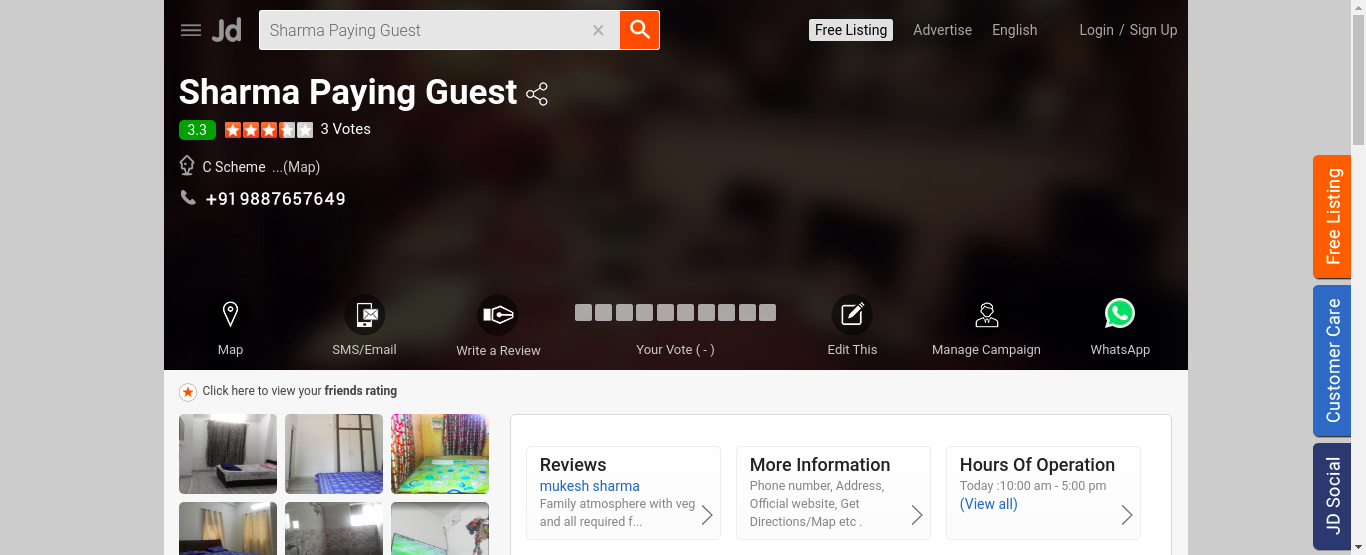 Jd
Sharma Paying Guest
Free Listing
Advertise
English
Login / Sign Up
Sharma Paying Guest
3.3
3 Votes
C Scheme ...(Map)
+919887657649
Map
SMS/Email
Write a Review
Your Vote ( - )
Edit This
Manage Campaign
WhatsApp
Click here to view your friends rating
Reviews
mukesh sharma
Family atmosphere with veg
and all required f...
More Information
Phone number, Address,
Official website, Get
Directions/Map etc .
Hours Of Operation
Today :10:00 am - 5:00 pm
(View all)
Free Listing
Customer Care
JD Social